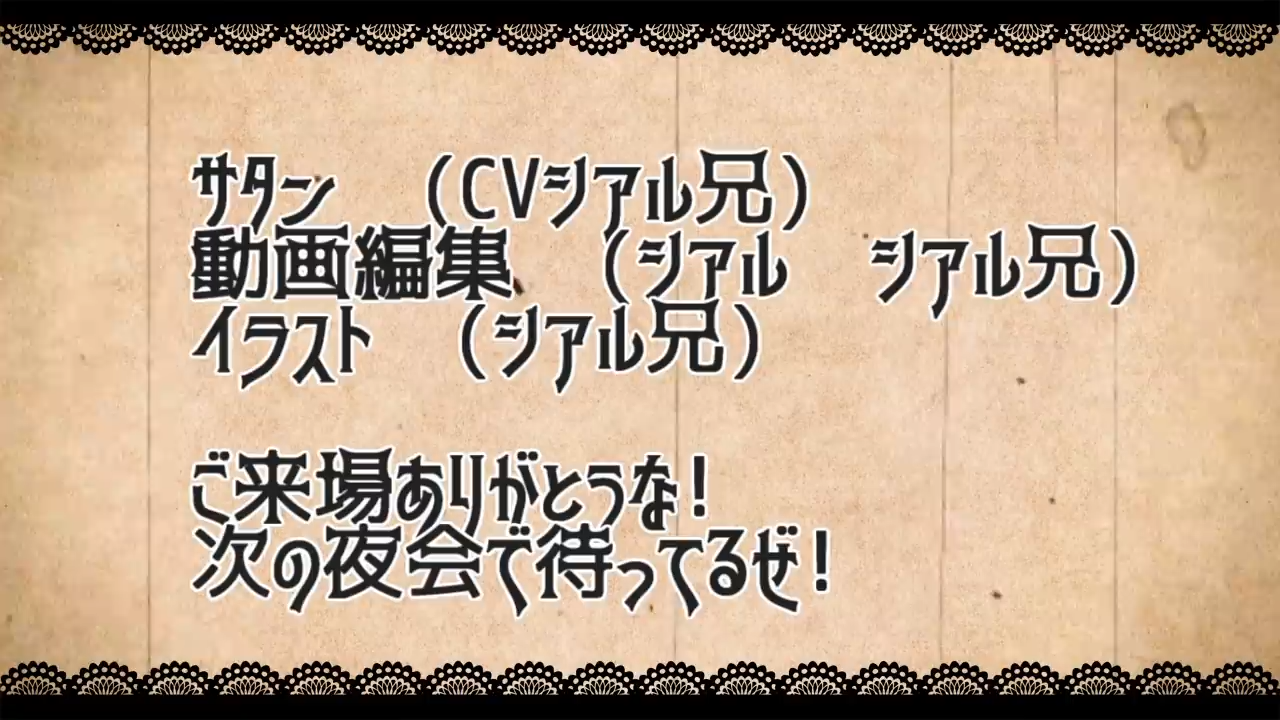 サタン　（CVシアル兄）
動画編集　（シアル　シアル兄）
イラスト　（シアル兄）
ご来場ありがとうな！
次の夜会で待ってるぜ！